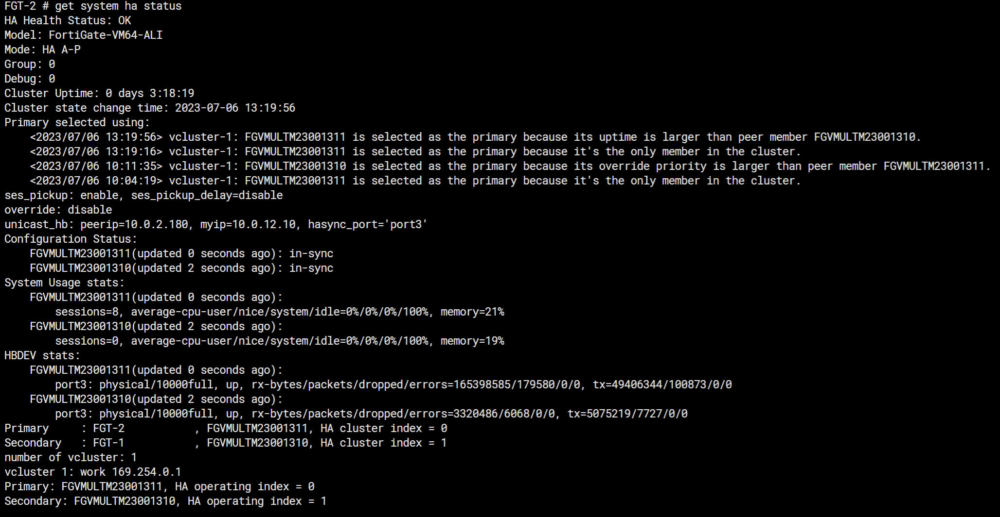 FGT-2 # get system ha status
HA Health Status: OK
Model: FortiGate-VM64-ALI
Mode: HA A-P
Group: 0
Debug: 0
Cluster Uptime: 0 days 3:18:19
Cluster state change time: 2023-07-06 13:19:56
Primary selected using:
    <2023/07/06 13:19:56> vcluster-1: FGVMULTM23001311 is selected as the primary because its uptime is larger than peer member FGVMULTM23001310.
    <2023/07/06 13:19:16> vcluster-1: FGVMULTM23001311 is selected as the primary because it's the only member in the cluster.
    <2023/07/06 10:11:35> vcluster-1: FGVMULTM23001310 is selected as the primary because its override priority is larger than peer member FGVMULTM23001311.
    <2023/07/06 10:04:19> vcluster-1: FGVMULTM23001311 is selected as the primary because it's the only member in the cluster.
ses_pickup: enable, ses_pickup_delay=disable
override: disable
unicast_hb: peerip=10.0.2.180, myip=10.0.12.10, hasync_port='port3'
Configuration Status:
    FGVMULTM23001311(updated 0 seconds ago): in-sync
    FGVMULTM23001310(updated 2 seconds ago): in-sync
System Usage stats:
    FGVMULTM23001311(updated 0 seconds ago):
        sessions=8, average-cpu-user/nice/system/idle=0%/0%/0%/100%, memory=21%
    FGVMULTM23001310(updated 2 seconds ago):
        sessions=0, average-cpu-user/nice/system/idle=0%/0%/0%/100%, memory=19%
HBDEV stats:
    FGVMULTM23001311(updated 0 seconds ago):
        port3: physical/10000full, up, rx-bytes/packets/dropped/errors=165398585/179580/0/0, tx=49406344/100873/0/0
    FGVMULTM23001310(updated 2 seconds ago):
        port3: physical/10000full, up, rx-bytes/packets/dropped/errors=3320486/6068/0/0, tx=5075219/7727/0/0
Primary     : FGT-2           , FGVMULTM23001311, HA cluster index = 0
Secondary   : FGT-1           , FGVMULTM23001310, HA cluster index = 1
number of vcluster: 1
vcluster 1: work 169.254.0.1
Primary: FGVMULTM23001311, HA operating index = 0
Secondary: FGVMULTM23001310, HA operating index = 1